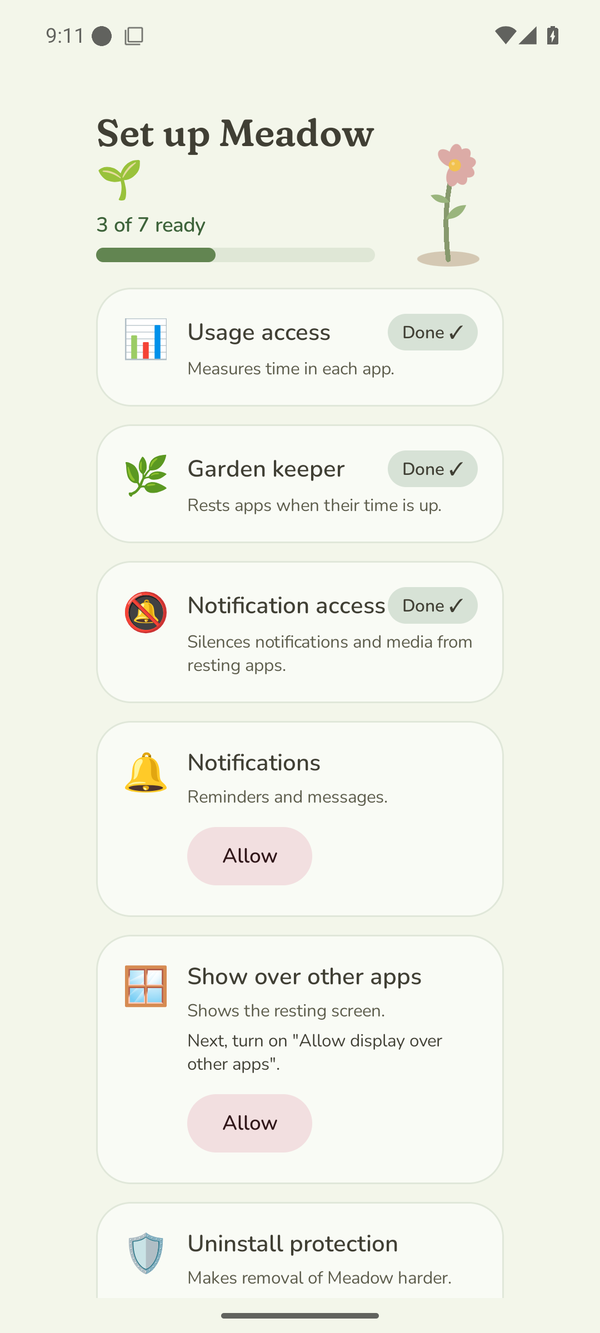 9:11
Set up Meadow
🌱
3 of 7 ready
Usage access
Done ✓
Measures time in each app.
Garden keeper
Done ✓
Rests apps when their time is up.
Notification access
Done ✓
Silences notifications and media from
resting apps.
Notifications
Reminders and messages.
Allow
Show over other apps
Shows the resting screen.
Next, turn on "Allow display over
other apps".
Allow
Uninstall protection
Makes removal of Meadow harder.